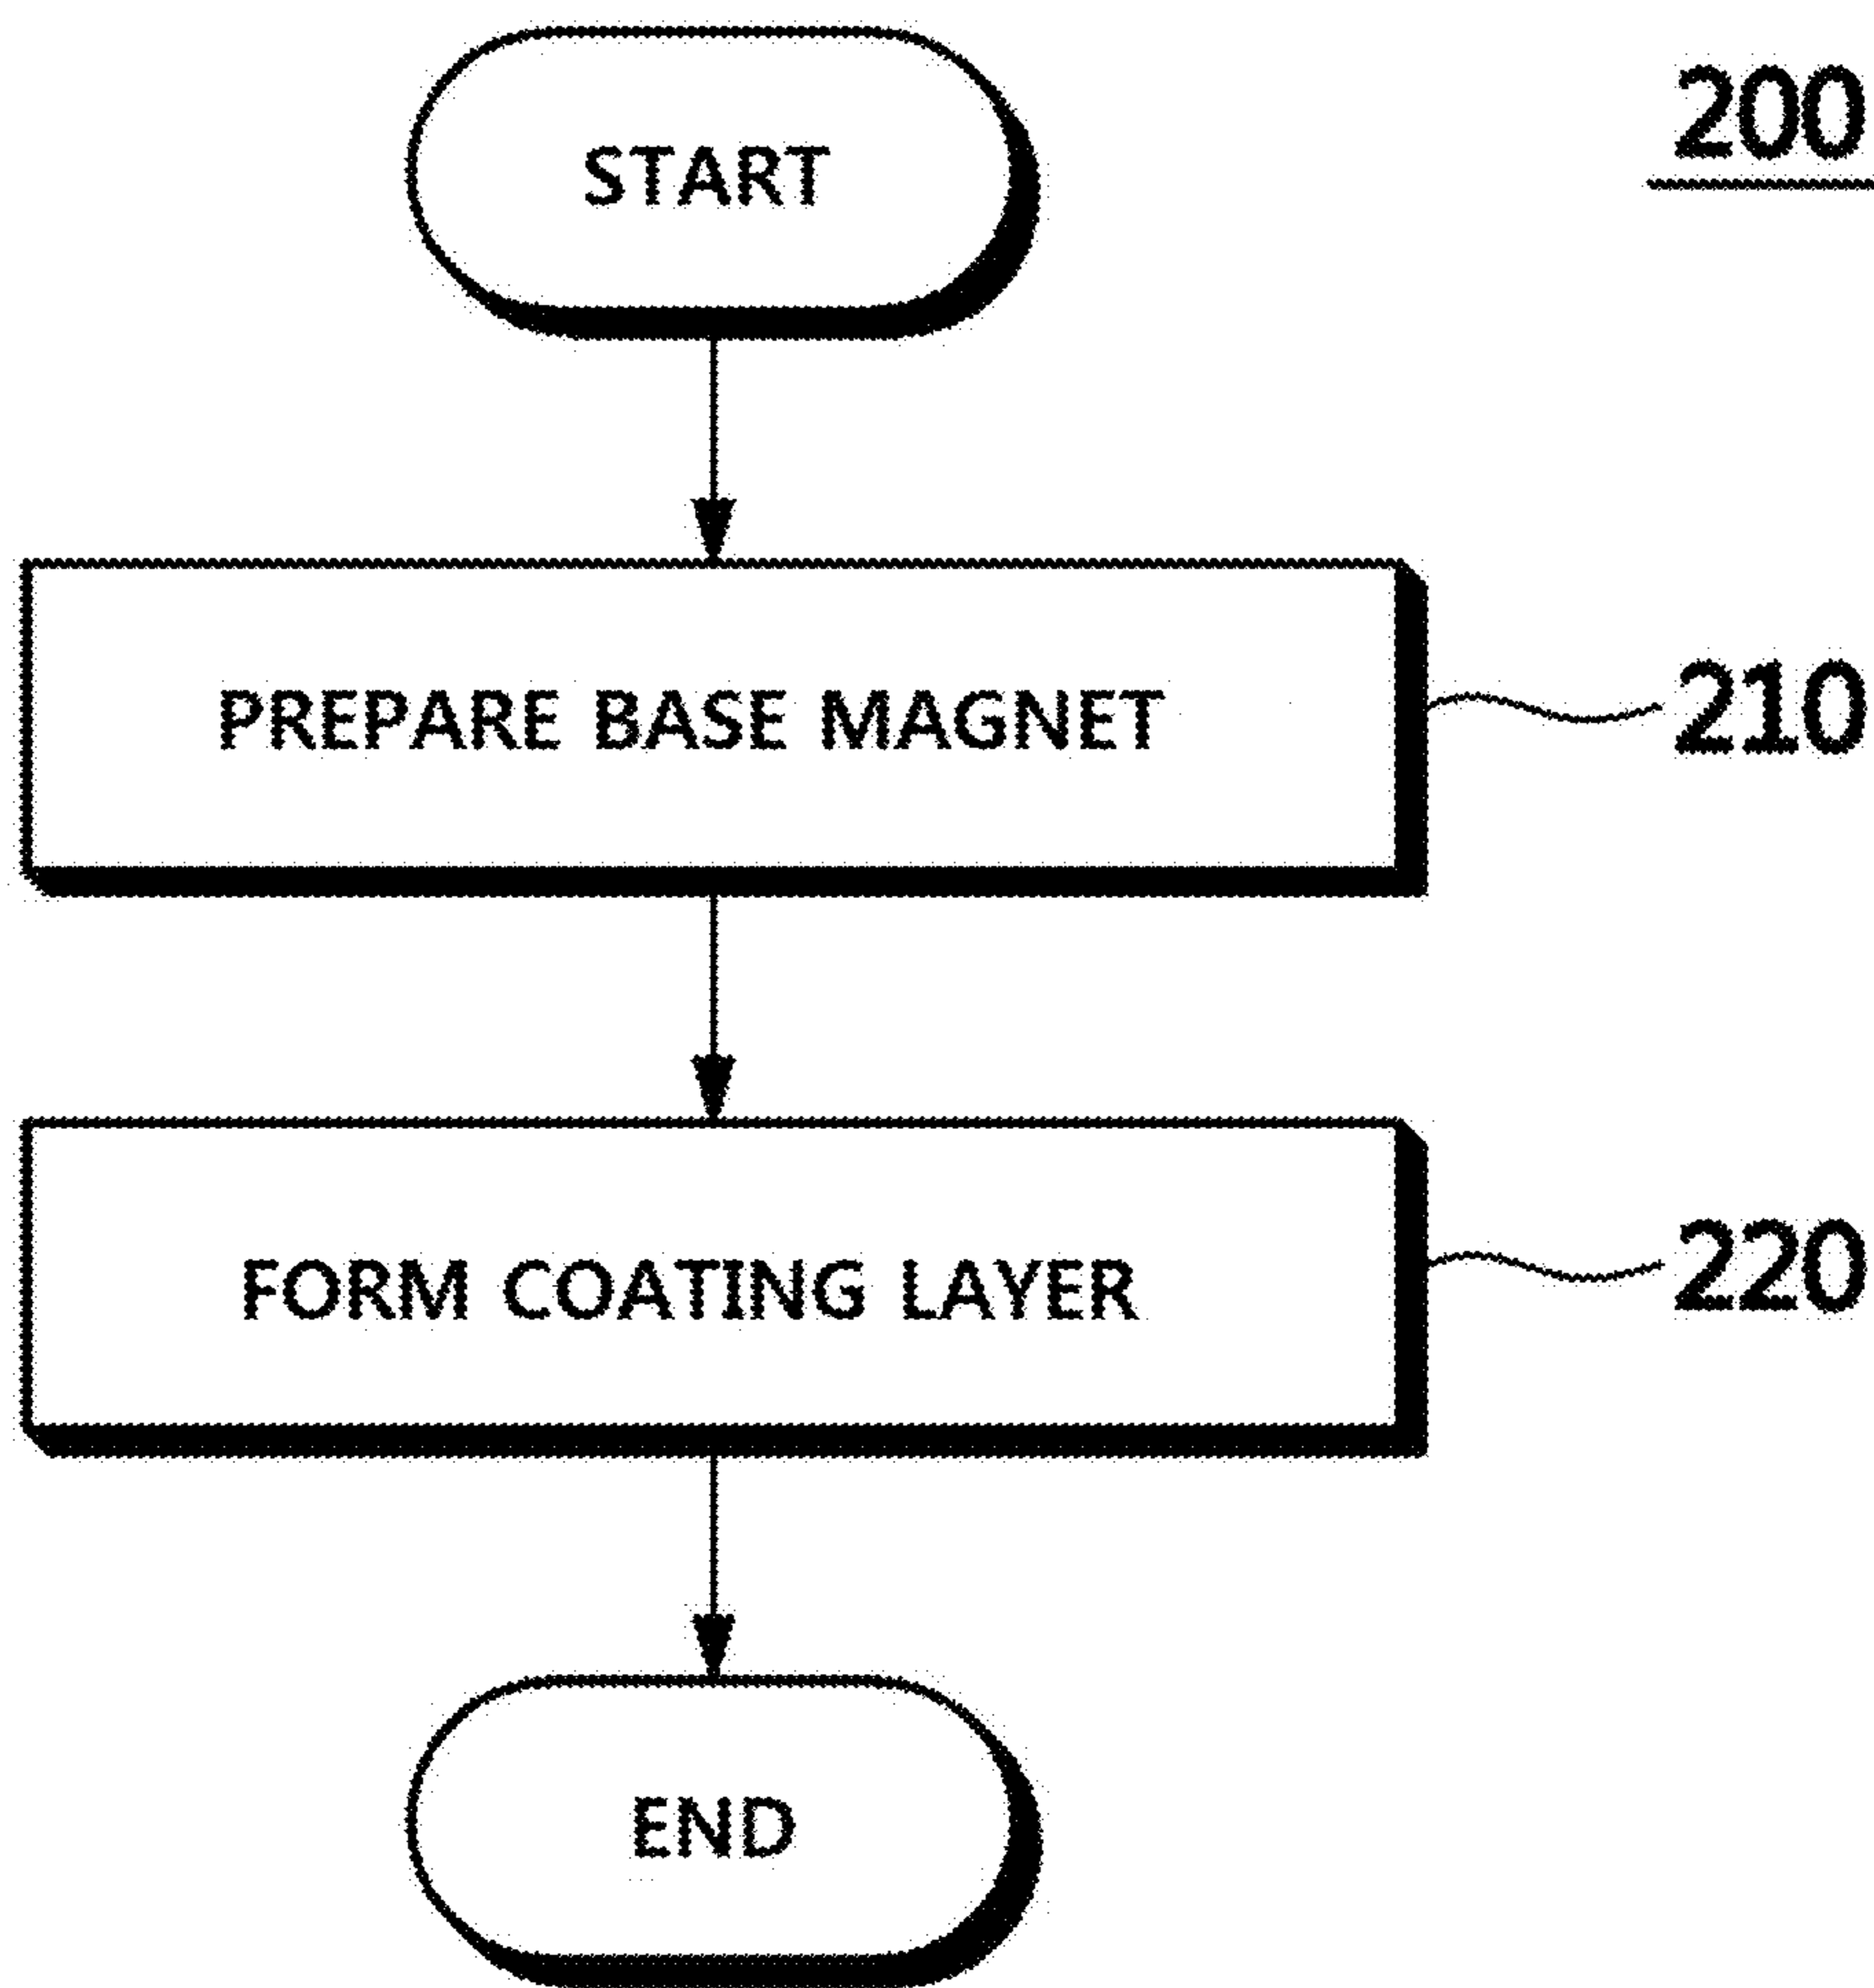 START
200
PREPARE BASE MAGNET
210
FORM COATING LAYER
220
END